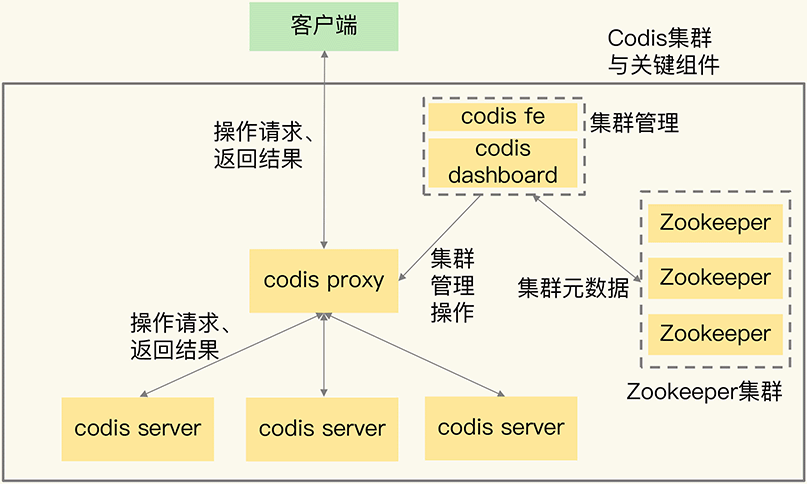 客户端
Codis集群
与关键组件
操作请求、
返回结果
codis fe
codis
dashboard
集群管理
Zookeeper
Zookeeper
Zookeeper
Zookeeper集群
codis proxy
集群
管理
操作
集群元数据
操作请求、
返回结果
codis server
codis server
codis server